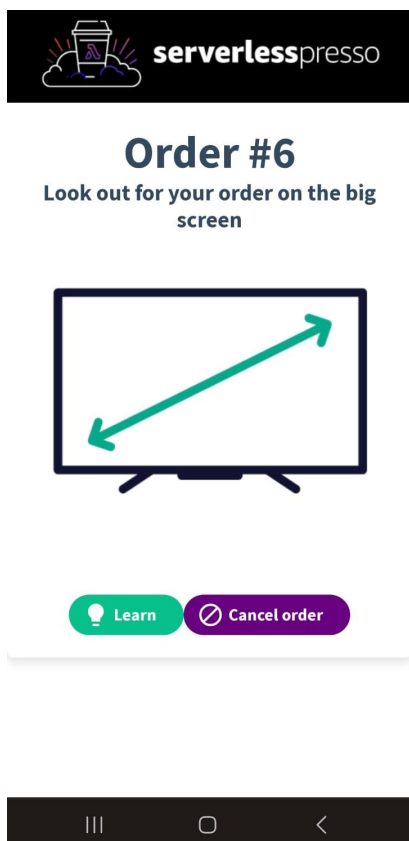 serverlesspresso
Order #6
Look out for your order on the big
screen
Learn
Cancel order